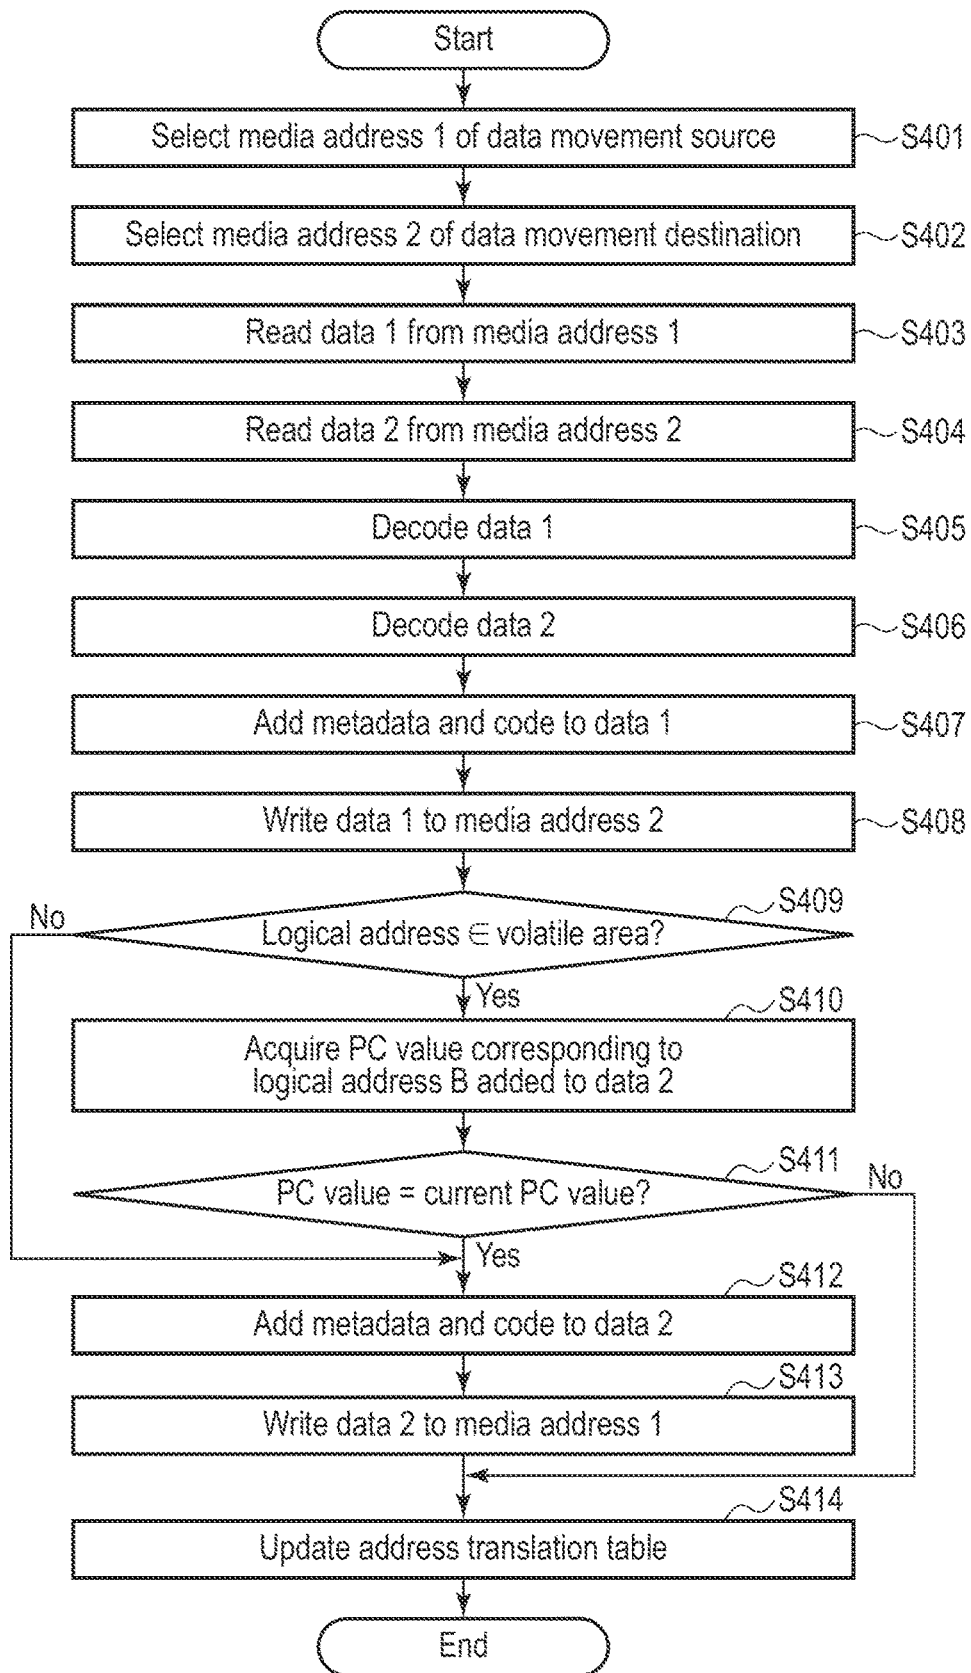 Start
Select media address 1 of data movement source
S401
Select media address 2 of data movement destination
S402
Read data 1 from media address 1
S403
Read data 2 from media address 2
S404
Decode data 1
S405
Decode data 2
S406
Add metadata and code to data 1
S407
Write data 1 to media address 2
S408
S409
No
Logical address ∈ volatile area?
Yes
S410
Acquire PC value corresponding to
logical address B added to data 2
S411
No
PC value = current PC value?
Yes
S412
Add metadata and code to data 2
S413
Write data 2 to media address 1
S414
Update address translation table
End